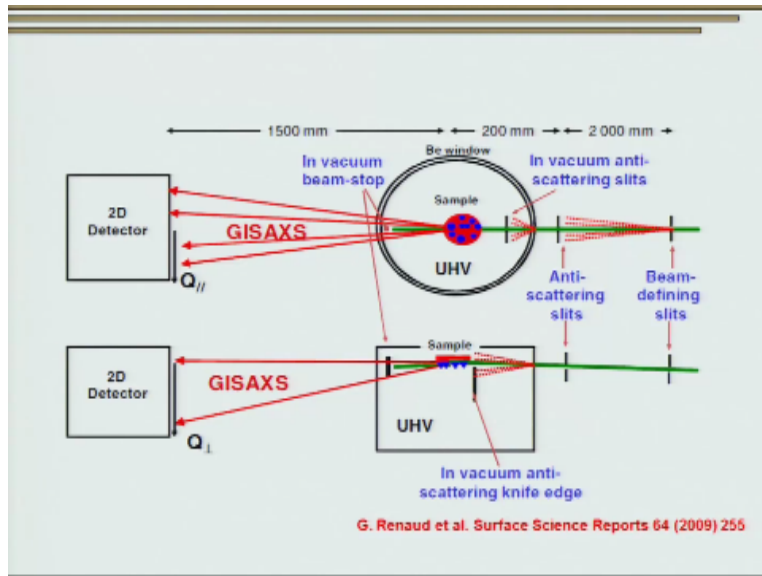 1500 mm
200 mm
2 000 mm
Be window
In vacuum
beam-stop
In vacuum anti-
scattering slits
Sample
2D
Detector
GISAXS
Q//
UHV
Anti-
scattering
slits
Beam-
defining
slits
Sample
2D
Detector
GISAXS
Q⊥
UHV
In vacuum anti-
scattering knife edge
G. Renaud et al. Surface Science Reports 64 (2009) 255